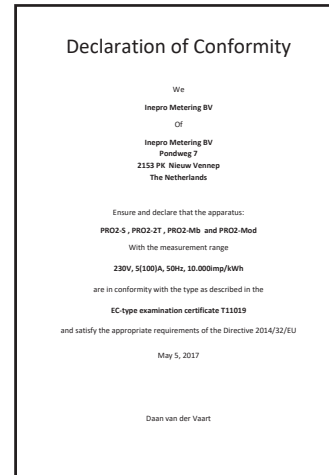 Declaration of Conformity
We
Inepro Metering BV
Of
Inepro Metering BV
Pondweg 7
2153 PK Nieuw Vennep
The Netherlands
Ensure and declare that the apparatus:
PRO2-S , PRO2-2T , PRO2-Mb and PRO2-Mod
With the measurement range
230V, 5(100)A, 50Hz, 10.000imp/kWh
are in conformity with the type as described in the
EC-type examination certificate T11019
and satisfy the appropriate requirements of the Directive 2014/32/EU
May 5, 2017
Daan van der Vaart